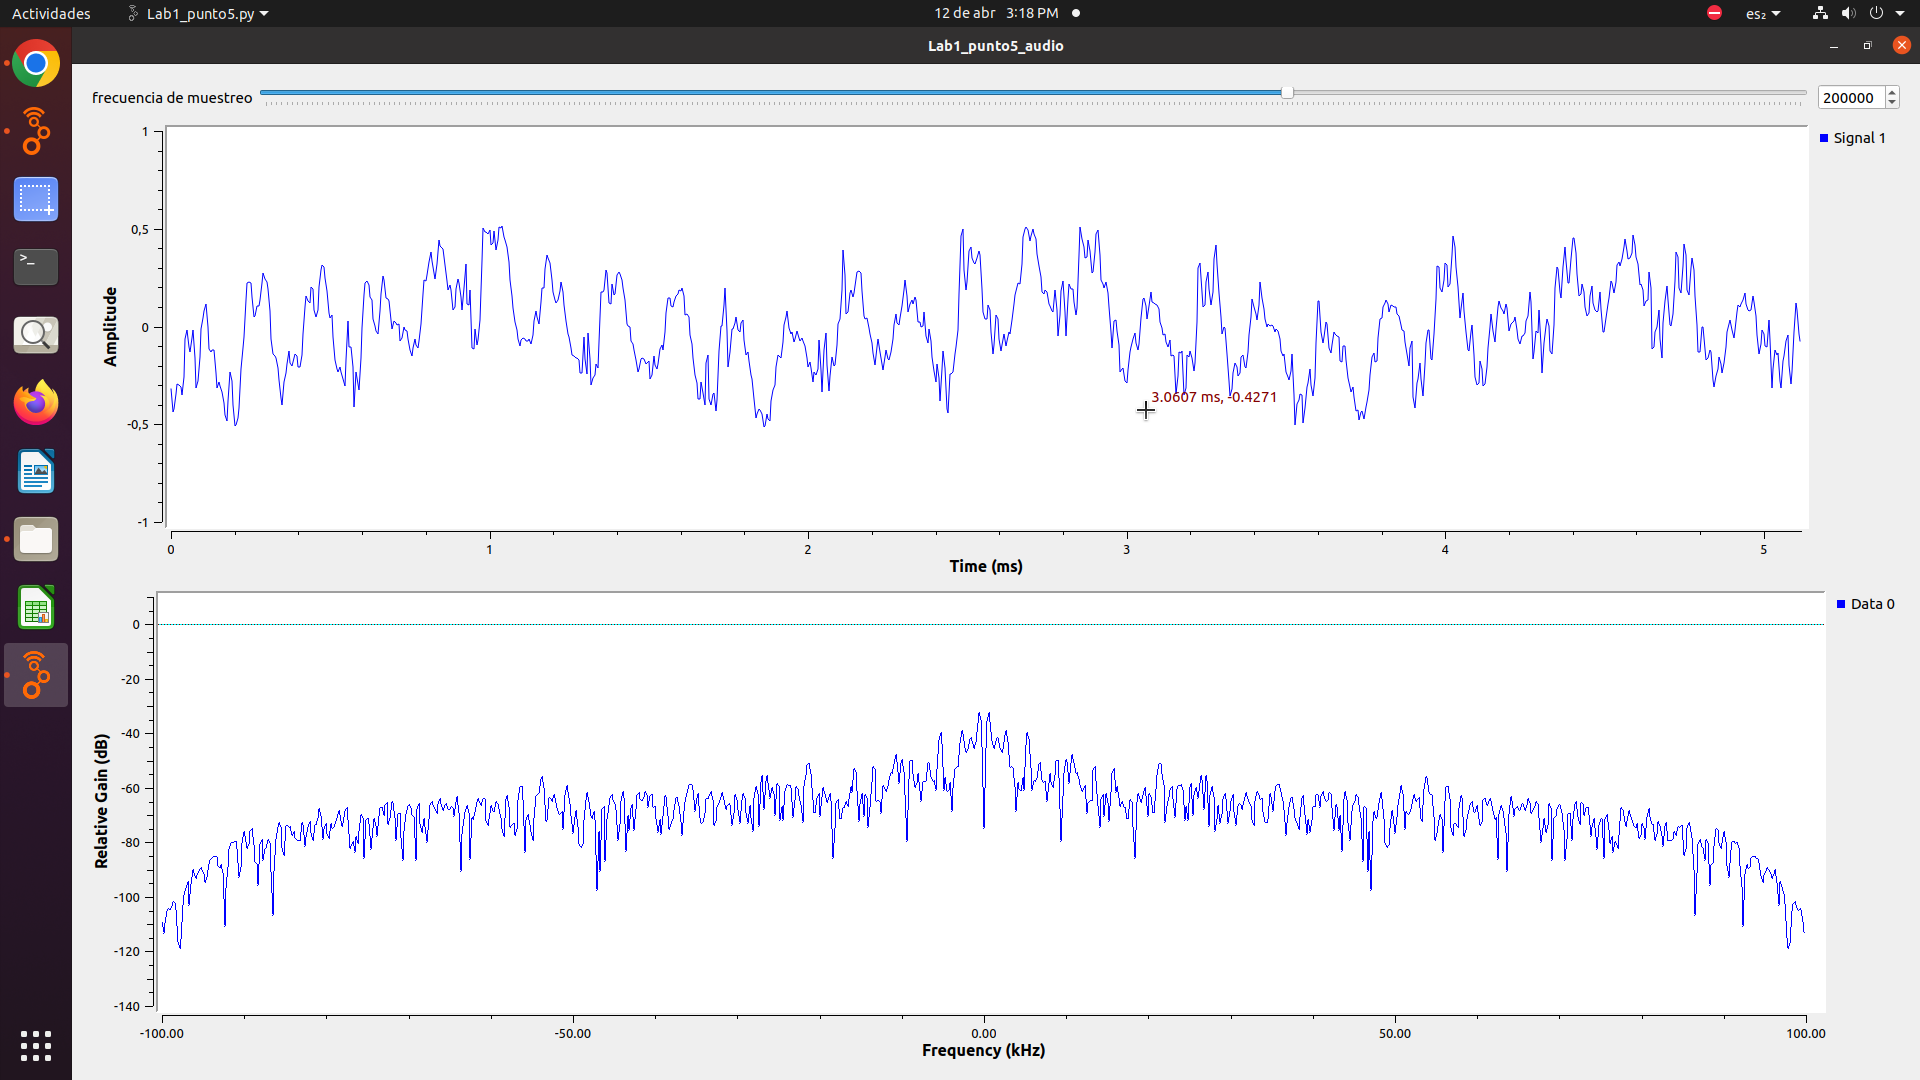 Actividades
Lab1_punto5.py
12 de abr 3:18 PM
es₂
Lab1_punto5_audio
frecuencia de muestreo
200000
Signal 1
1
0,5
0
-0,5
-1
Amplitude
3.0607 ms, -0.4271
0 1 2 3 4 5
Time (ms)
Data 0
0
-20
-40
-60
-80
-100
-120
-140
Relative Gain (dB)
-100.00 -50.00 0.00 50.00 100.00
Frequency (kHz)